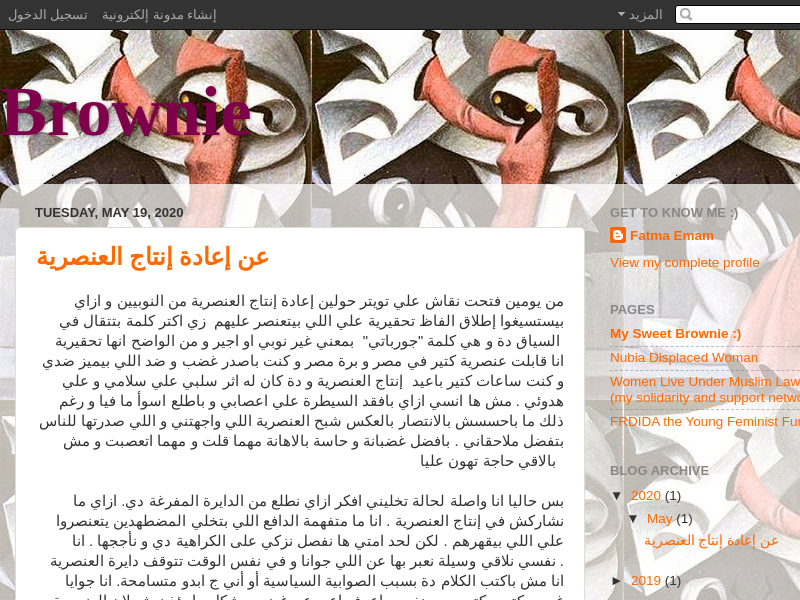 تسجيل الدخول
إنشاء مدونة إلكترونية
المزيد
Brownie
TUESDAY, MAY 19, 2020
عن إعادة إنتاج العنصرية
من يومين فتحت نقاش علي تويتر حولين إعادة إنتاج العنصرية من النوبيين و ازاي
بيستسيغوا إطلاق الفاظ تحقيرية علي اللي بيتعنصر عليهم زي اكتر كلمة بتتقال في
السياق دة و هي كلمة "جورباتي" بمعني غير نوبي او اجير و من الواضح انها تحقيرية
انا قابلت عنصرية كتير في مصر و برة مصر و كنت باصدر غضب و ضد اللي بيميز ضدي
و كنت ساعات كتير باعيد إنتاج العنصرية و دة كان له اثر سلبي علي سلامي و علي
هدوئي . مش ها انسي ازاي بافقد السيطرة علي اعصابي و باطلع اسوأ ما فيا و رغم
ذلك ما باحسسش بالانتصار بالعكس شبح العنصرية اللي واجهتني و اللي صدرتها للناس
بتفضل ملاحقاني . بافضل غضبانة و حاسة بالاهانة مهما قلت و مهما اتعصبت و مش
بالاقي حاجة تهون عليا
بس حاليا انا واصلة لحالة تخليني افكر ازاي نطلع من الدايرة المفرغة دي. ازاي ما
نشاركش في إنتاج العنصرية . انا ما متفهمة الدافع اللي بتخلي المضطهدين يتعنصروا
علي اللي بيقهرهم . لكن لحد امتي ها نفصل نزكي على الكراهية دي و نأججها . انا
. نفسي نلاقي وسيلة نعبر بها عن اللي جوانا و في نفس الوقت تتوقف دايرة العنصرية
انا مش باكتب الكلام دة بسبب الصوابية السياسية أو أني ج ابدو متسامحة. انا جوايا
GET TO KNOW ME :)
Fatma Emam
View my complete profile
PAGES
My Sweet Brownie :)
Nubia Displaced Woman
Women Live Under Muslim Law
(my solidarity and support netwo
FRDIDA the Young Feminist Fu
BLOG ARCHIVE
▼ 2020 (1)
▼ May (1)
عن إعادة إنتاج العنصرية
► 2019 (1)